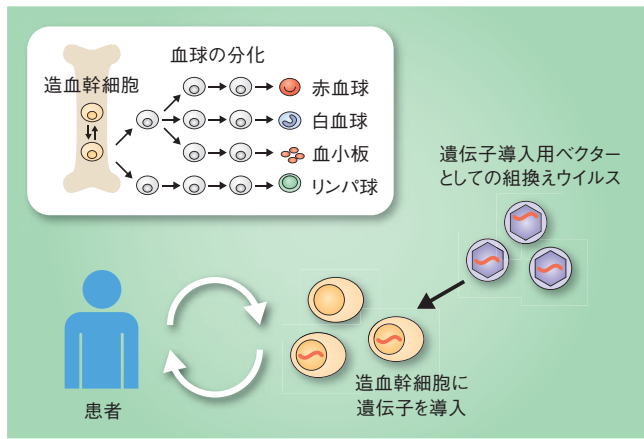 血球の分化
造血幹細胞
赤血球
白血球
血小板
リンパ球
遺伝子導入用ベクター
としての組換えウイルス
患者
造血幹細胞に
遺伝子を導入